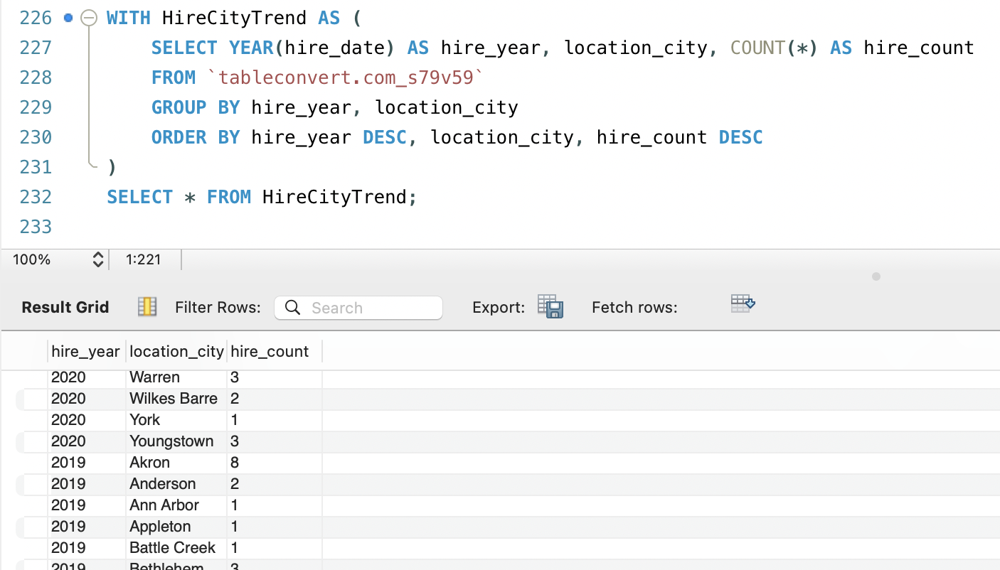 226 WITH HireCityTrend AS (
227 SELECT YEAR(hire_date) AS hire_year, location_city, COUNT(*) AS hire_count
228 FROM `tableconvert.com_s79v59`
229 GROUP BY hire_year, location_city
230 ORDER BY hire_year DESC, location_city, hire_count DESC
231 )
232 SELECT * FROM HireCityTrend;
233
100% 1:221
Result Grid Filter Rows: Search Export: Fetch rows:
hire_year location_city hire_count
2020 Warren 3
2020 Wilkes Barre 2
2020 York 1
2020 Youngstown 3
2019 Akron 8
2019 Anderson 2
2019 Ann Arbor 1
2019 Appleton 1
2019 Battle Creek 1
2019 Bethlehem 3